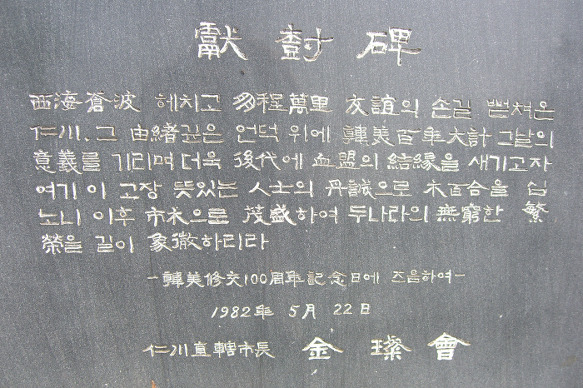 獻樹碑
西海蒼波 헤치고 多程萬里 友誼의 손길 뻗쳐온
仁川. 그 由緖깊은 언덕 위에 韓美百年大計 그날의
意義를 기리며 더욱 後代에 血盟의 結緣을 새기고자
여기 이 고장 뜻있는 人士의 丹誠으로 木百合을 심
노니 이후 市木으로 茂盛하여 두나라의 無窮한 繁
榮을 길이 象徵하리라
-韓美修交100周年記念日에 즈음하여-
1982年 5月 22日
仁川直轄市長 金璨會